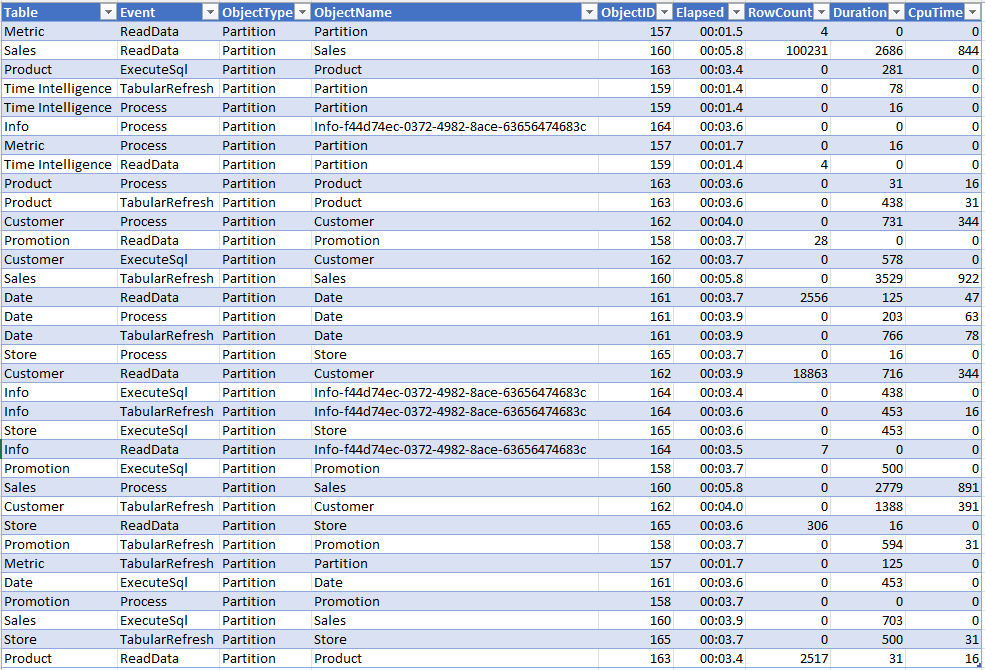 Table Event ObjectType ObjectName ObjectID Elapsed RowCount Duration CpuTime
Metric ReadData Partition Partition 157 00:01.5 4 0 0
Sales ReadData Partition Sales 160 00:05.8 100231 2686 844
Product ExecuteSql Partition Product 163 00:03.4 0 281 0
Time Intelligence TabularRefresh Partition Partition 159 00:01.4 0 78 0
Time Intelligence Process Partition Partition 159 00:01.4 0 16 0
Info Process Partition Info-f44d74ec-0372-4982-8ace-63656474683c 164 00:03.6 0 0 0
Metric Process Partition Partition 157 00:01.7 0 16 0
Time Intelligence ReadData Partition Partition 159 00:01.4 4 0 0
Product Process Partition Product 163 00:03.6 0 31 16
Product TabularRefresh Partition Product 163 00:03.6 0 438 31
Customer Process Partition Customer 162 00:04.0 0 731 344
Promotion ReadData Partition Promotion 158 00:03.7 28 0 0
Customer ExecuteSql Partition Customer 162 00:03.7 0 578 0
Sales TabularRefresh Partition Sales 160 00:05.8 0 3529 922
Date ReadData Partition Date 161 00:03.7 2556 125 47
Date Process Partition Date 161 00:03.9 0 203 63
Date TabularRefresh Partition Date 161 00:03.9 0 766 78
Store Process Partition Store 165 00:03.7 0 16 0
Customer ReadData Partition Customer 162 00:03.9 18863 716 344
Info ExecuteSql Partition Info-f44d74ec-0372-4982-8ace-63656474683c 164 00:03.4 0 438 0
Info TabularRefresh Partition Info-f44d74ec-0372-4982-8ace-63656474683c 164 00:03.6 0 453 16
Store ExecuteSql Partition Store 165 00:03.6 0 453 0
Info ReadData Partition Info-f44d74ec-0372-4982-8ace-63656474683c 164 00:03.5 7 0 0
Promotion ExecuteSql Partition Promotion 158 00:03.7 0 500 0
Sales Process Partition Sales 160 00:05.8 0 2779 891
Customer TabularRefresh Partition Customer 162 00:04.0 0 1388 391
Store ReadData Partition Store 165 00:03.6 306 16 0
Promotion TabularRefresh Partition Promotion 158 00:03.7 0 594 31
Metric TabularRefresh Partition Partition 157 00:01.7 0 125 0
Date ExecuteSql Partition Date 161 00:03.6 0 453 0
Promotion Process Partition Promotion 158 00:03.7 0 0 0
Sales ExecuteSql Partition Sales 160 00:03.9 0 703 0
Store TabularRefresh Partition Store 165 00:03.7 0 500 31
Product ReadData Partition Product 163 00:03.4 2517 31 16